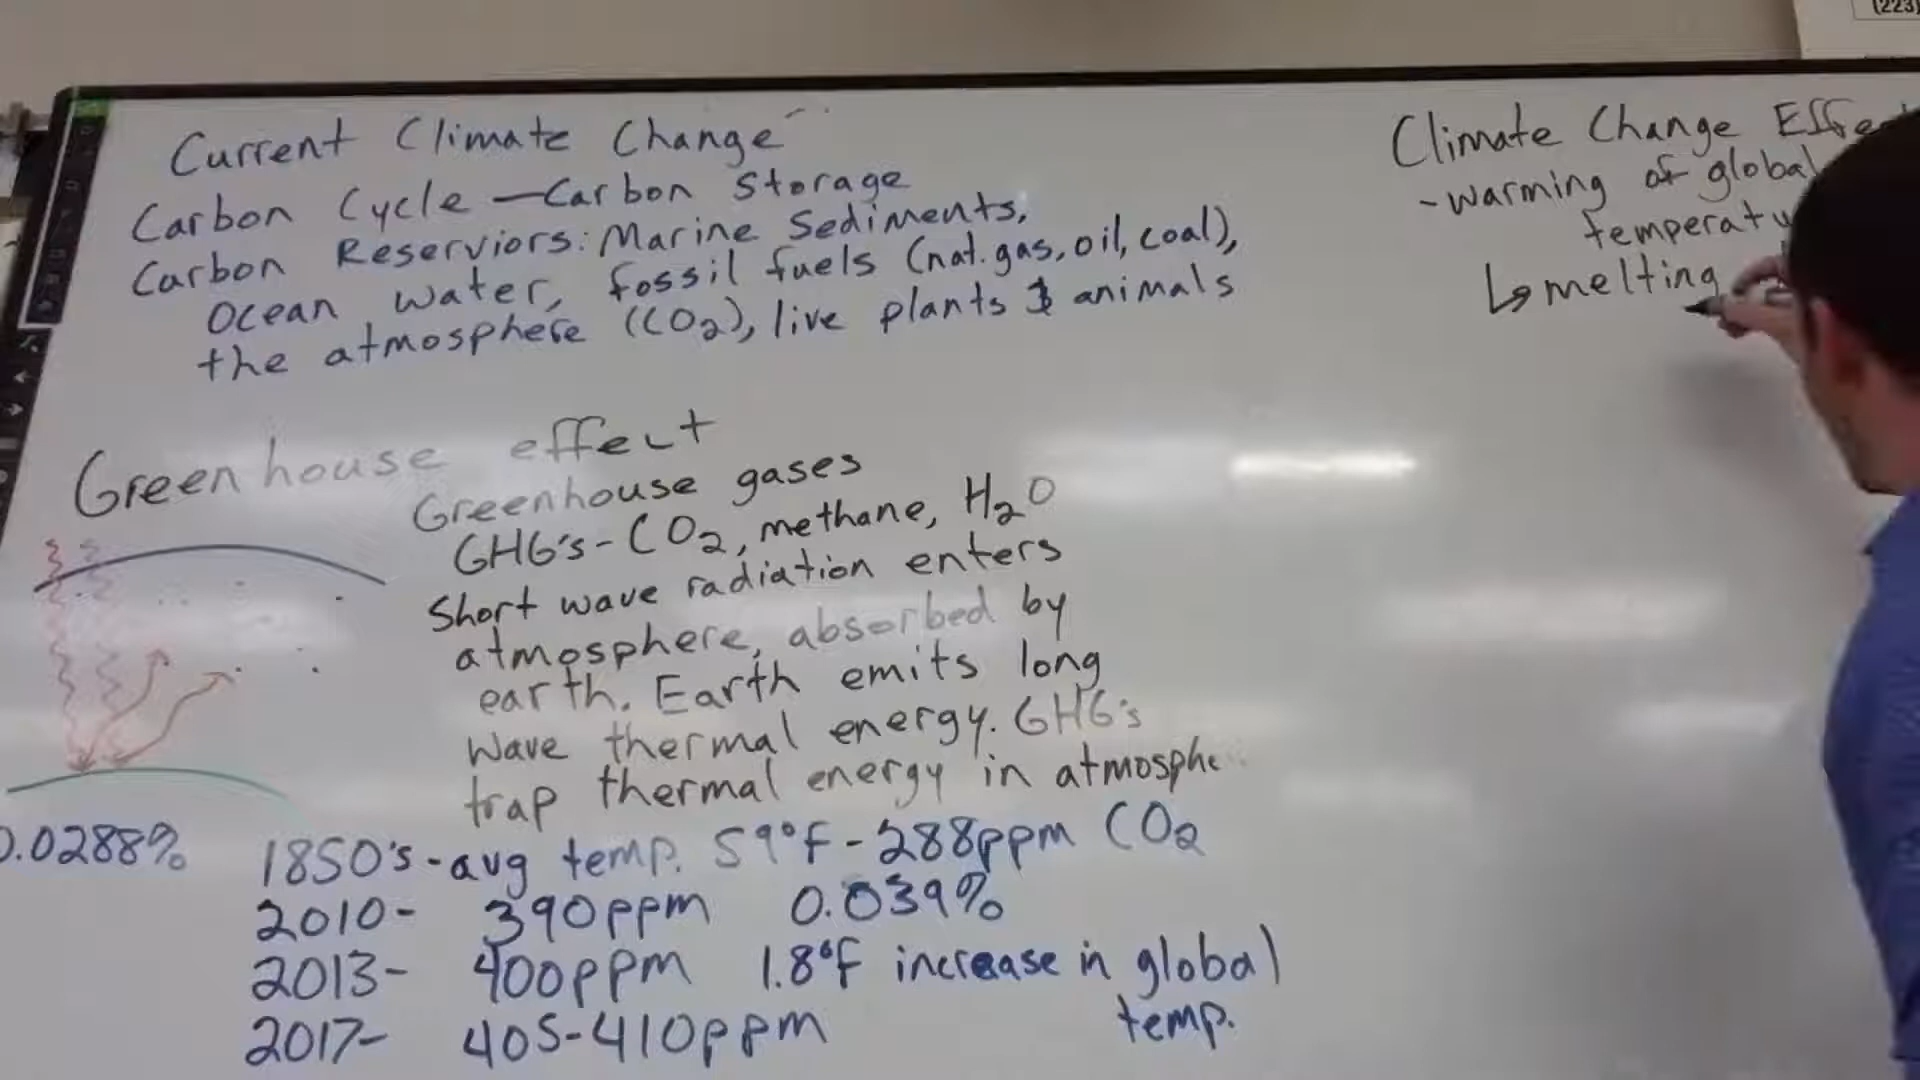 (223)
Current Climate Change
Carbon Cycle - Carbon Storage
Carbon Reserviors: Marine Sediments,
Ocean Water, fossil fuels (nat. gas, oil, coal),
the atmosphere (CO2), live plants & animals
Greenhouse effect
Greenhouse gases
GHG's - CO2, methane, H2O
Short wave radiation enters
atmosphere, absorbed by
earth. Earth emits long
wave thermal energy. GHG's
trap thermal energy in atmosphe
0.0288% 1850's - avg temp. 59°F - 288ppm CO2
2010 - 390ppm 0.039%
2013 - 400ppm 1.8°F increase in global
temp.
2017 - 405-410ppm
Climate Change Effe
- warming of global
temperatu
↳ melting